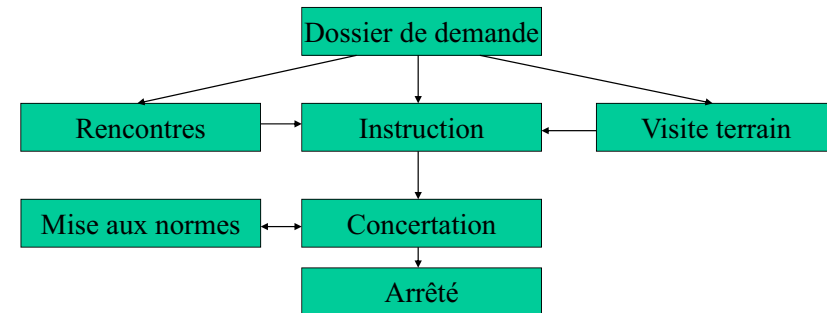 Dossier de demande
Rencontres
Instruction
Visite terrain
Mise aux normes
Concertation
Arrêté